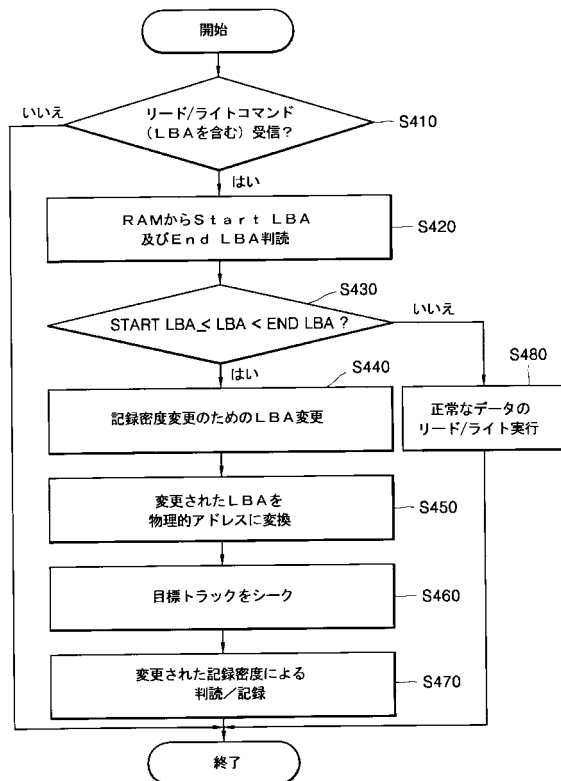 開始
リード/ライトコマンド
(LBAを含む) 受信?
いいえ
S410
はい
RAMからStart LBA
及びEnd LBA判読
S420
S430
START LBA_< LBA < END LBA ?
いいえ
はい
S440
S480
記録密度変更のためのLBA変更
正常なデータの
リード/ライト実行
変更されたLBAを
物理的アドレスに変換
S450
目標トラックをシーク
S460
変更された記録密度による
判読/記録
S470
終了